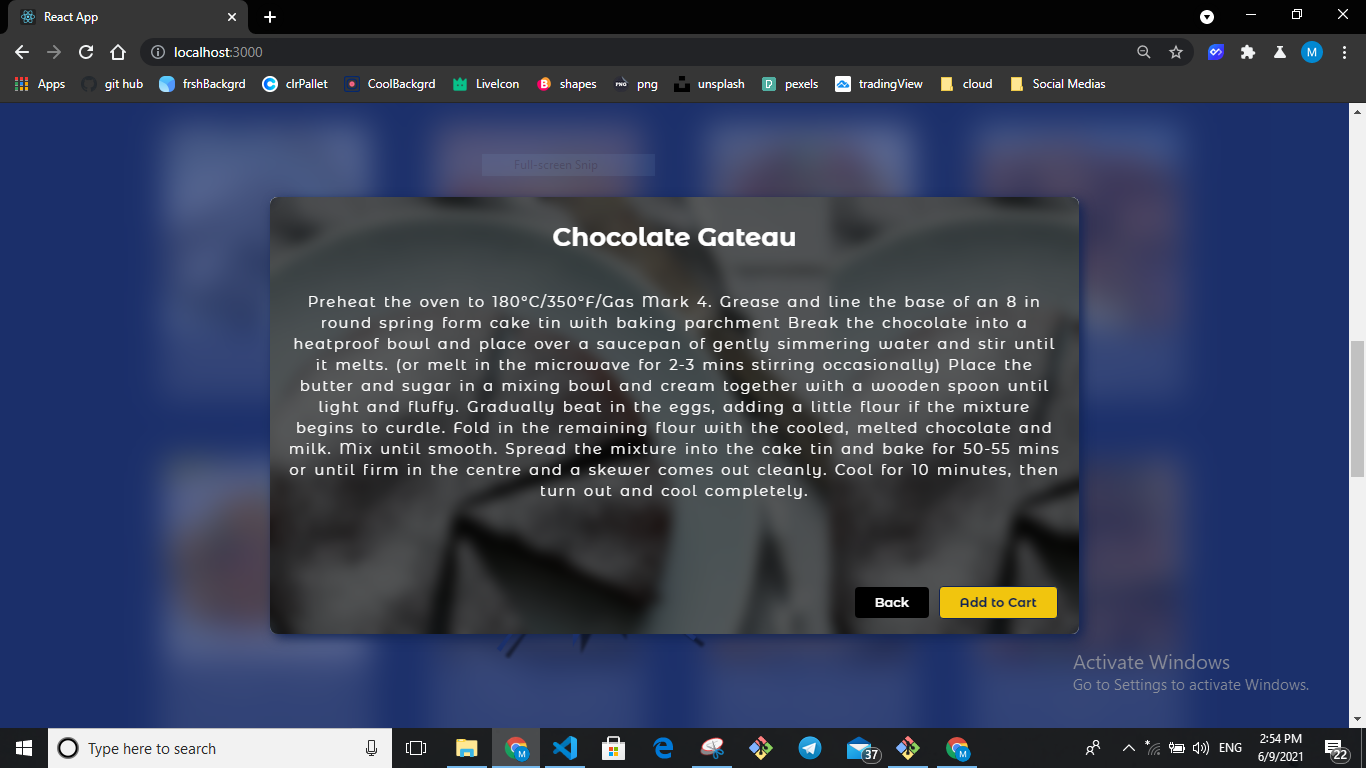 React App
localhost:3000
Apps
git hub
frshBackgrd
clrPallet
CoolBackgrd
LiveIcon
shapes
png
unsplash
pexels
tradingView
cloud
Social Medias
M
Full-screen Snip
Chocolate Gateau
Preheat the oven to 180°C/350°F/Gas Mark 4. Grease and line the base of an 8 in
round spring form cake tin with baking parchment Break the chocolate into a
heatproof bowl and place over a saucepan of gently simmering water and stir until
it melts. (or melt in the microwave for 2-3 mins stirring occasionally) Place the
butter and sugar in a mixing bowl and cream together with a wooden spoon until
light and fluffy. Gradually beat in the eggs, adding a little flour if the mixture
begins to curdle. Fold in the remaining flour with the cooled, melted chocolate and
milk. Mix until smooth. Spread the mixture into the cake tin and bake for 50-55 mins
or until firm in the centre and a skewer comes out cleanly. Cool for 10 minutes, then
turn out and cool completely.
Back
Add to Cart
Activate Windows
Go to Settings to activate Windows.
Type here to search
37
ENG
2:54 PM
6/9/2021
22